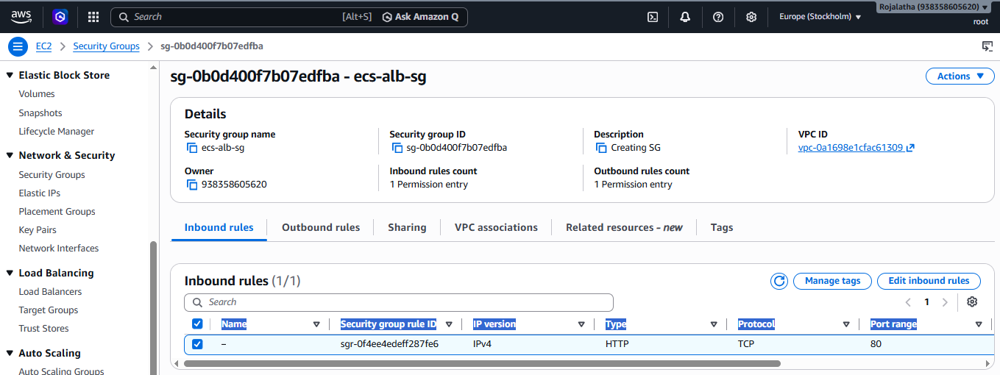 aws Search [Alt+S] Ask Amazon Q Europe (Stockholm) Rojalatha (938358605620)
root
EC2 Security Groups sg-0b0d400f7b07edfba
Elastic Block Store
Volumes
Snapshots
Lifecycle Manager
Network & Security
Security Groups
Elastic IPs
Placement Groups
Key Pairs
Network Interfaces
Load Balancing
Load Balancers
Target Groups
Trust Stores
Auto Scaling
Auto Scaling Groups
sg-0b0d400f7b07edfba - ecs-alb-sg
Actions
Details
Security group name Security group ID Description VPC ID
ecs-alb-sg sg-0b0d400f7b07edfba Creating SG vpc-0a1698e1cfac61309
Owner Inbound rules count Outbound rules count
938358605620 1 Permission entry 1 Permission entry
Inbound rules Outbound rules Sharing VPC associations Related resources – new Tags
Inbound rules (1/1) Manage tags Edit inbound rules
Search 1
Name Security group rule ID IP version Type Protocol Port range
– sgr-0f4ee4edeff287fe6 IPv4 HTTP TCP 80